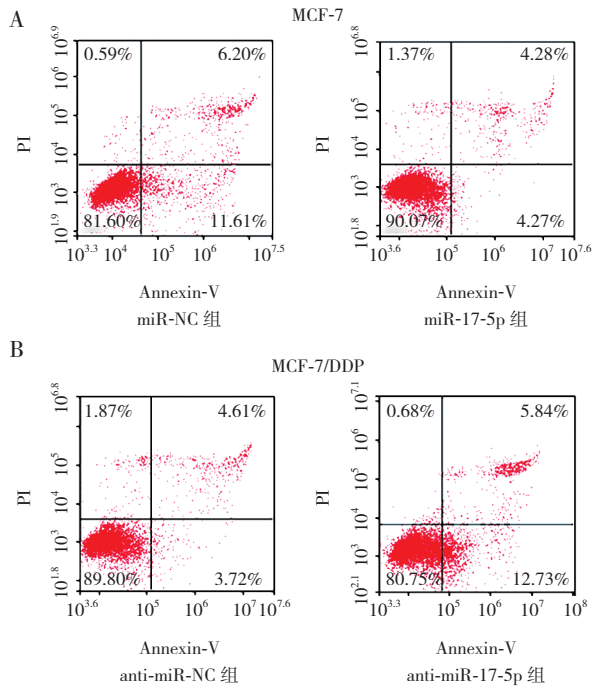 A
MCF-7
10^6.9
10^6
10^5
10^4
10^3
10^1.9
PI
0.59%
6.20%
81.60%
11.61%
10^3.3 10^4 10^5 10^6 10^7.5
Annexin-V
miR-NC 组
10^6.8
10^5
10^4
10^3
10^1.8
PI
1.37%
4.28%
90.07%
4.27%
10^3.6 10^5 10^6 10^7 10^7.6
Annexin-V
miR-17-5p 组
B
MCF-7/DDP
10^6.8
10^5
10^4
10^3
10^1.8
PI
1.87%
4.61%
89.80%
3.72%
10^3.6 10^5 10^6 10^7 10^7.6
Annexin-V
anti-miR-NC 组
10^7.1
10^6
10^5
10^4
10^3
10^2.1
PI
0.68%
5.84%
80.75%
12.73%
10^3.3 10^5 10^6 10^7 10^8
Annexin-V
anti-miR-17-5p 组